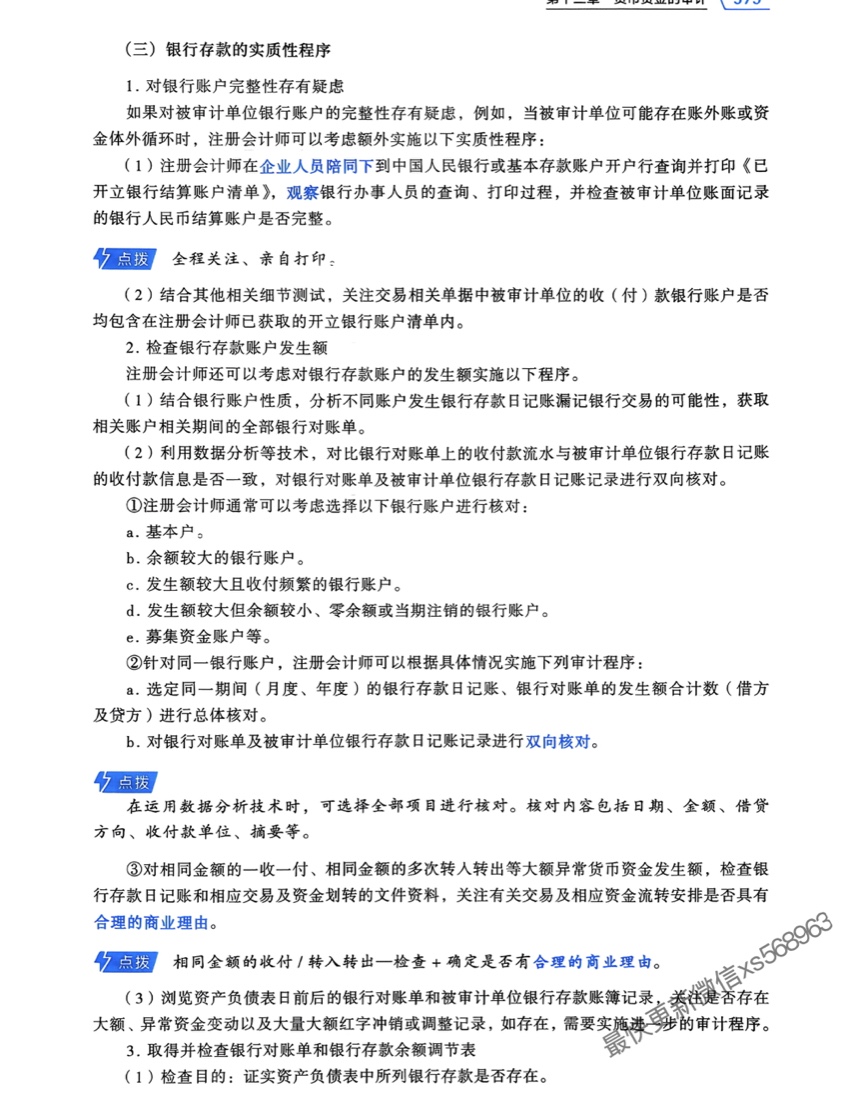 （三）银行存款的实质性程序
1. 对银行账户完整性存有疑虑
如果对被审计单位银行账户的完整性存有疑虑，例如，当被审计单位可能存在账外账或资
金体外循环时，注册会计师可以考虑额外实施以下实质性程序：
（1）注册会计师在企业人员陪同下到中国人民银行或基本存款账户开户行查询并打印《已
开立银行结算账户清单》，观察银行办事人员的查询、打印过程，并检查被审计单位账面记录
的银行人民币结算账户是否完整。
点拨 全程关注、亲自打印。
（2）结合其他相关细节测试，关注交易相关单据中被审计单位的收（付）款银行账户是否
均包含在注册会计师已获取的开立银行账户清单内。
2. 检查银行存款账户发生额
注册会计师还可以考虑对银行存款账户的发生额实施以下程序。
（1）结合银行账户性质，分析不同账户发生银行存款日记账漏记银行交易的可能性，获取
相关账户相关期间的全部银行对账单。
（2）利用数据分析等技术，对比银行对账单上的收付款流水与被审计单位银行存款日记账
的收付款信息是否一致，对银行对账单及被审计单位银行存款日记账记录进行双向核对。
①注册会计师通常可以考虑选择以下银行账户进行核对：
a. 基本户。
b. 余额较大的银行账户。
c. 发生额较大且收付频繁的银行账户。
d. 发生额较大但余额较小、零余额或当期注销的银行账户。
e. 募集资金账户等。
②针对同一银行账户，注册会计师可以根据具体情况实施下列审计程序：
a. 选定同一期间（月度、年度）的银行存款日记账、银行对账单的发生额合计数（借方
及贷方）进行总体核对。
b. 对银行对账单及被审计单位银行存款日记账记录进行双向核对。
点拨
在运用数据分析技术时，可选择全部项目进行核对。核对内容包括日期、金额、借贷
方向、收付款单位、摘要等。
③对相同金额的一收一付、相同金额的多次转入转出等大额异常货币资金发生额，检查银
行存款日记账和相应交易及资金划转的文件资料，关注有关交易及相应资金流转安排是否具有
合理的商业理由。
点拨 相同金额的收付/转入转出—检查+确定是否有合理的商业理由。
（3）浏览资产负债表日前后的银行对账单和被审计单位银行存款账簿记录，关注是否存在
大额、异常资金变动以及大量大额红字冲销或调整记录，如存在，需要实施进一步的审计程序。
3. 取得并检查银行对账单和银行存款余额调节表
（1）检查目的：证实资产负债表中所列银行存款是否存在。
最快更新微信xs568963